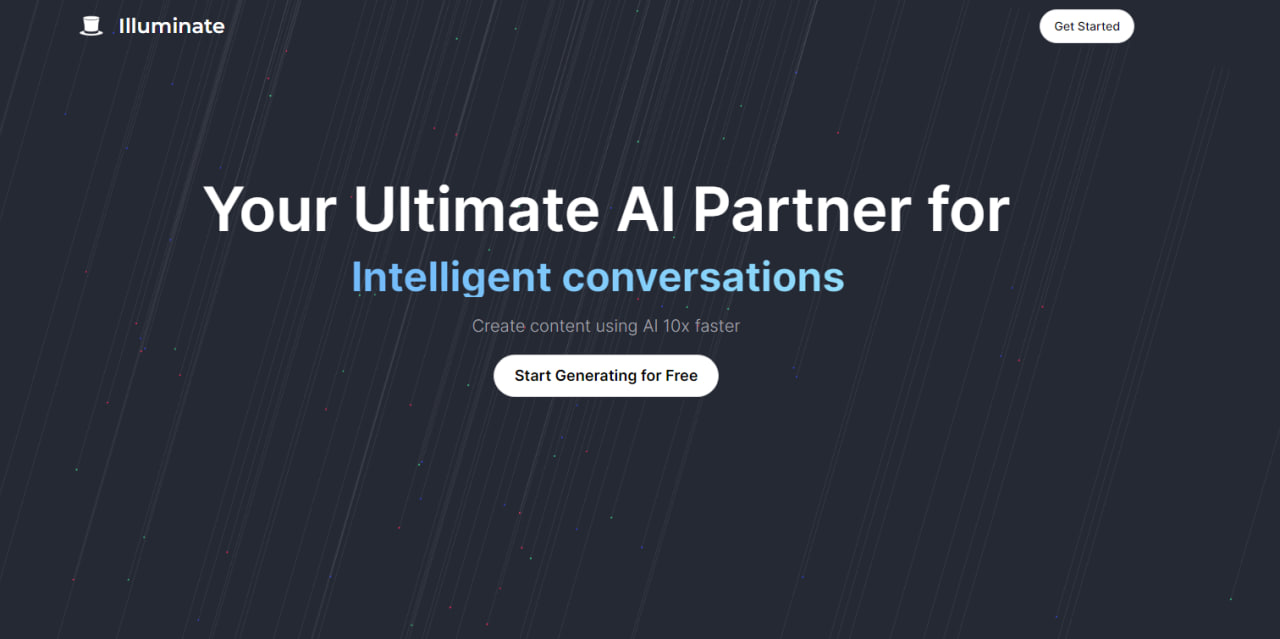 Illuminate
Get Started
Your Ultimate AI Partner for
Intelligent conversations
Create content using AI 10x faster
Start Generating for Free